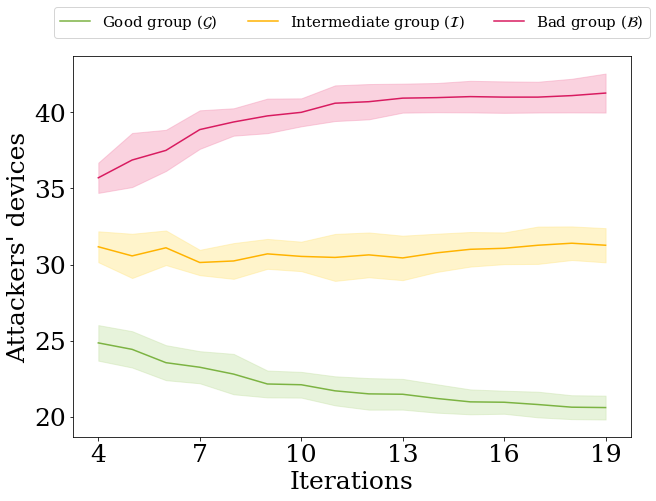 Good group (𝒢) Intermediate group (ℐ) Bad group (ℬ)
40
35
30
25
20
Attackers' devices
4 7 10 13 16 19
Iterations